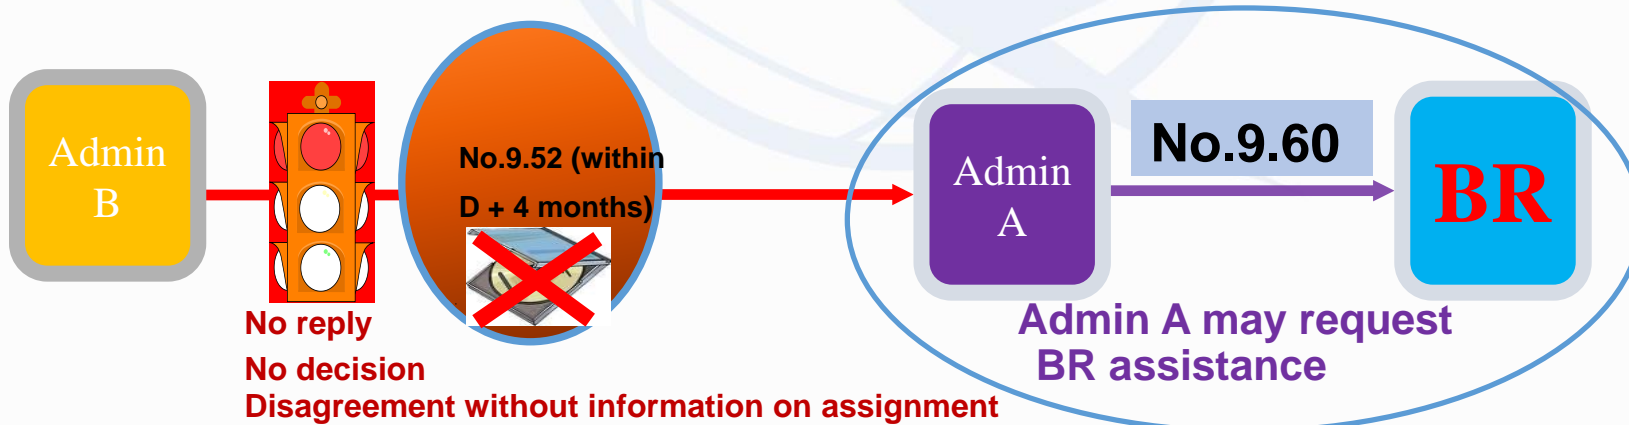 Admin
B
No.9.52 (within
D + 4 months)
No reply
No decision
Disagreement without information on assignment
Admin
A
No.9.60
BR
Admin A may request
BR assistance